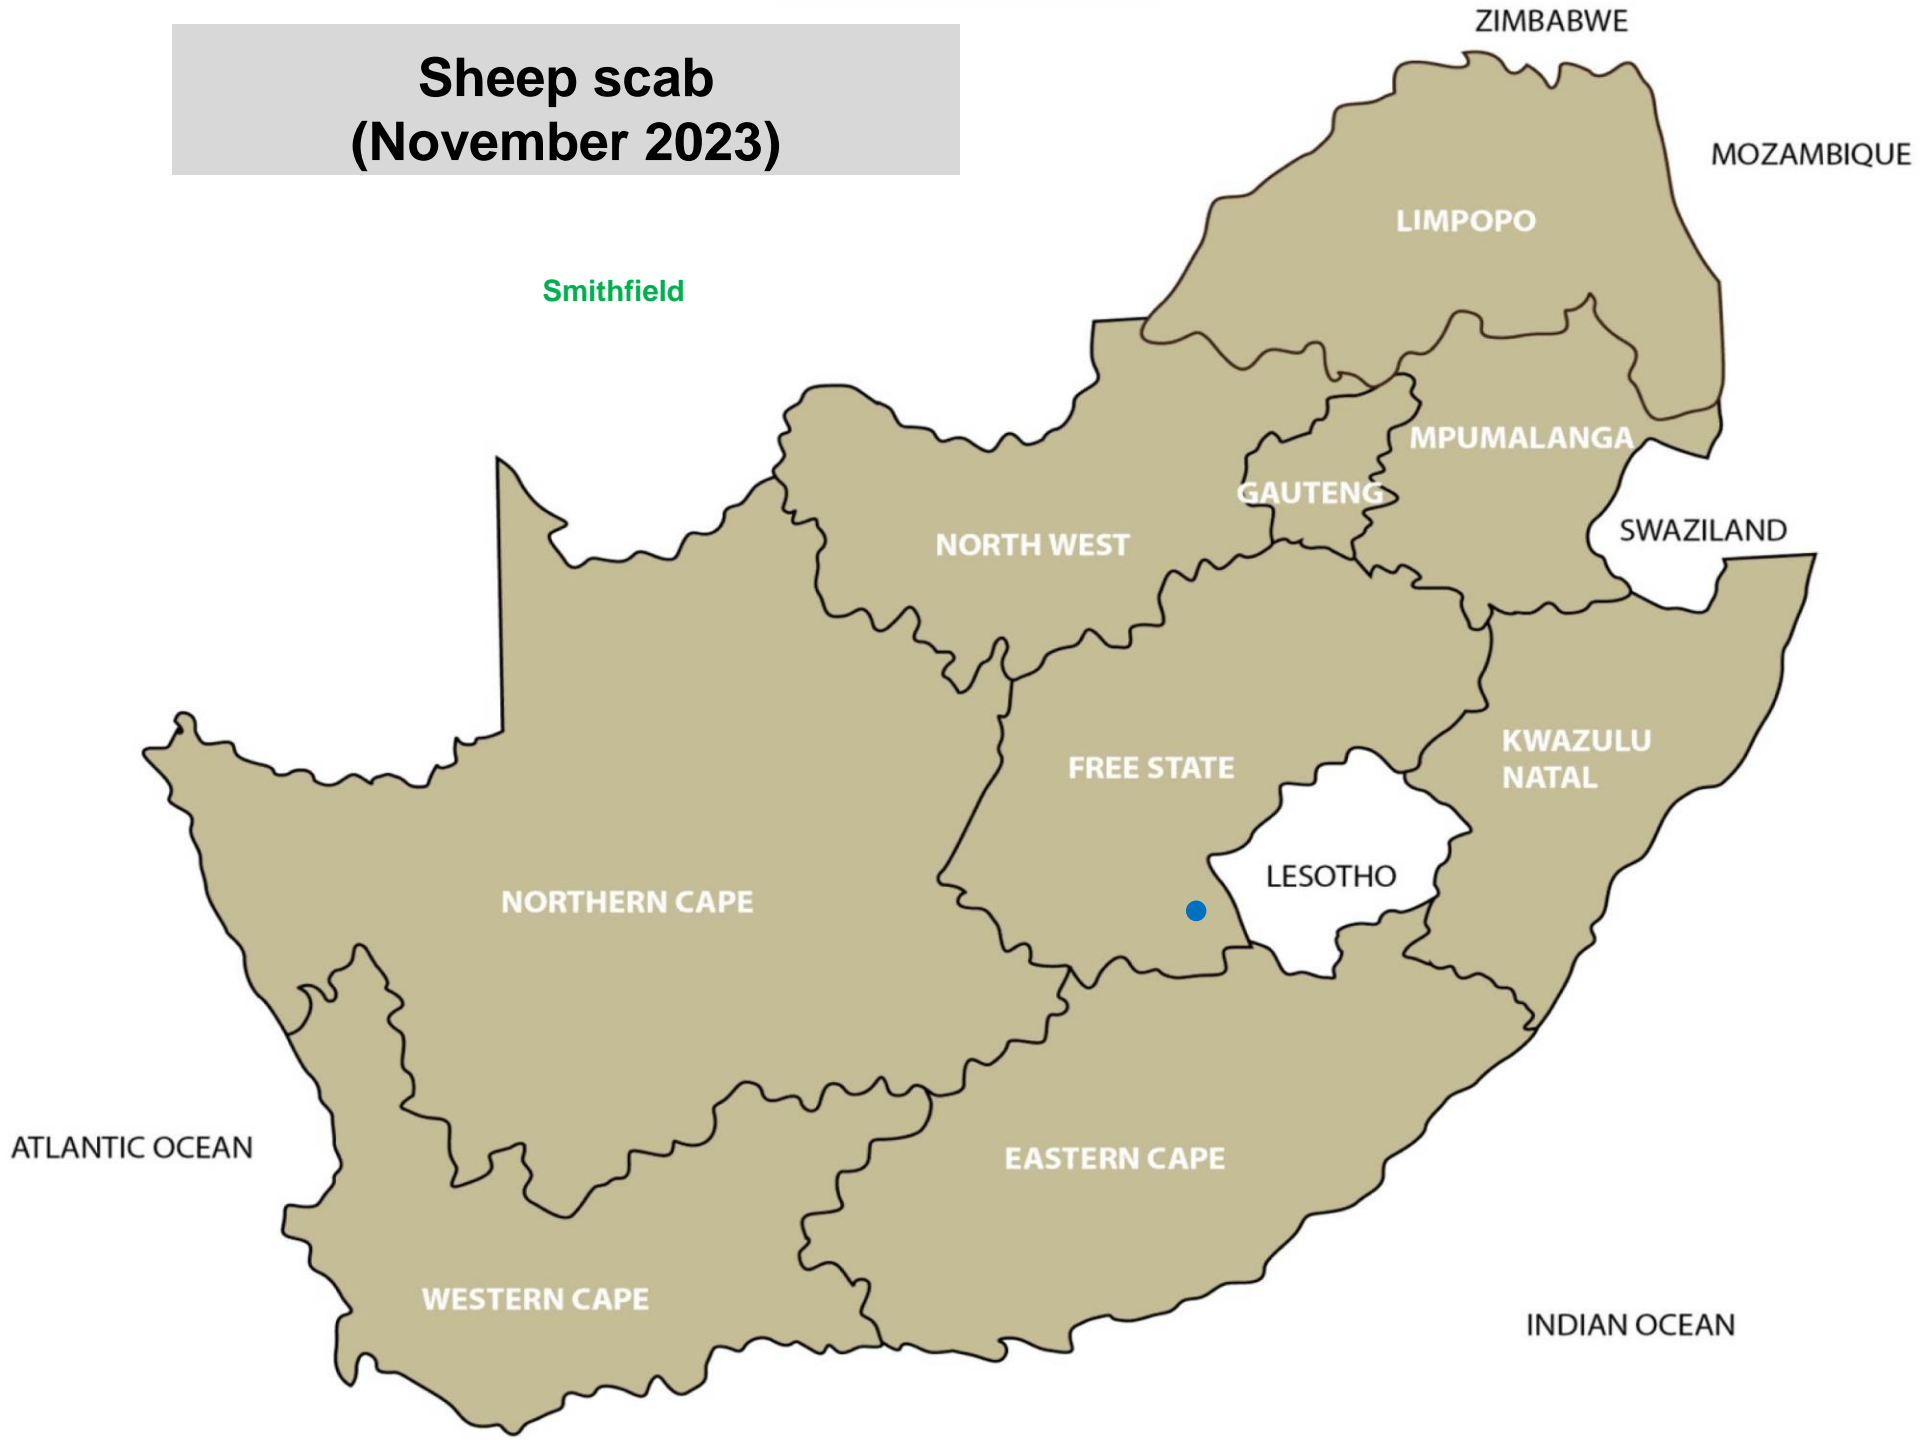 ZIMBABWE
Sheep scab
(November 2023)
MOZAMBIQUE
LIMPOPO
Smithfield
MPUMALANGA
GAUTENG
SWAZILAND
NORTH WEST
KWAZULU
NATAL
FREE STATE
LESOTHO
NORTHERN CAPE
ATLANTIC OCEAN
EASTERN CAPE
WESTERN CAPE
INDIAN OCEAN